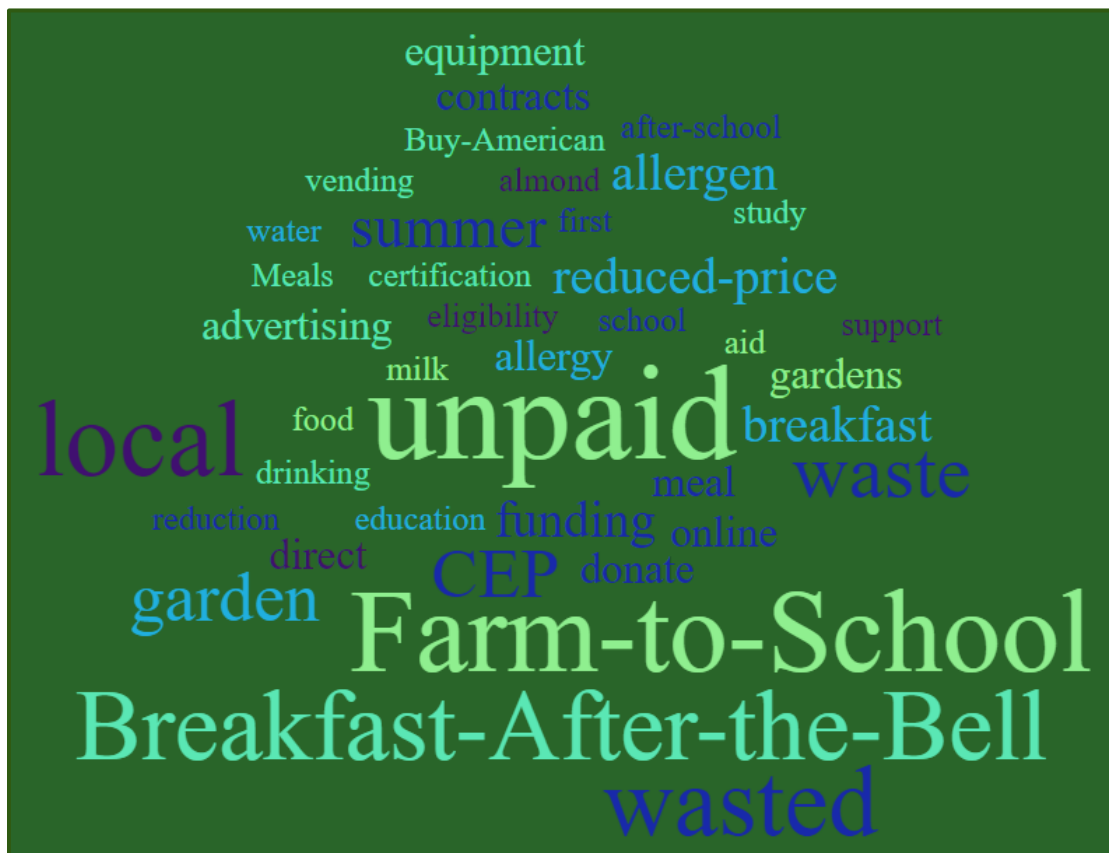 equipment
contracts
Buy-American after-school
vending almond allergen
water summer first study
Meals certification reduced-price
advertising eligibility school support
milk allergy aid gardens
local food unpaid breakfast
drinking meal waste
reduction education funding online
direct CEP donate
garden Farm-to-School
Breakfast-After-the-Bell
wasted